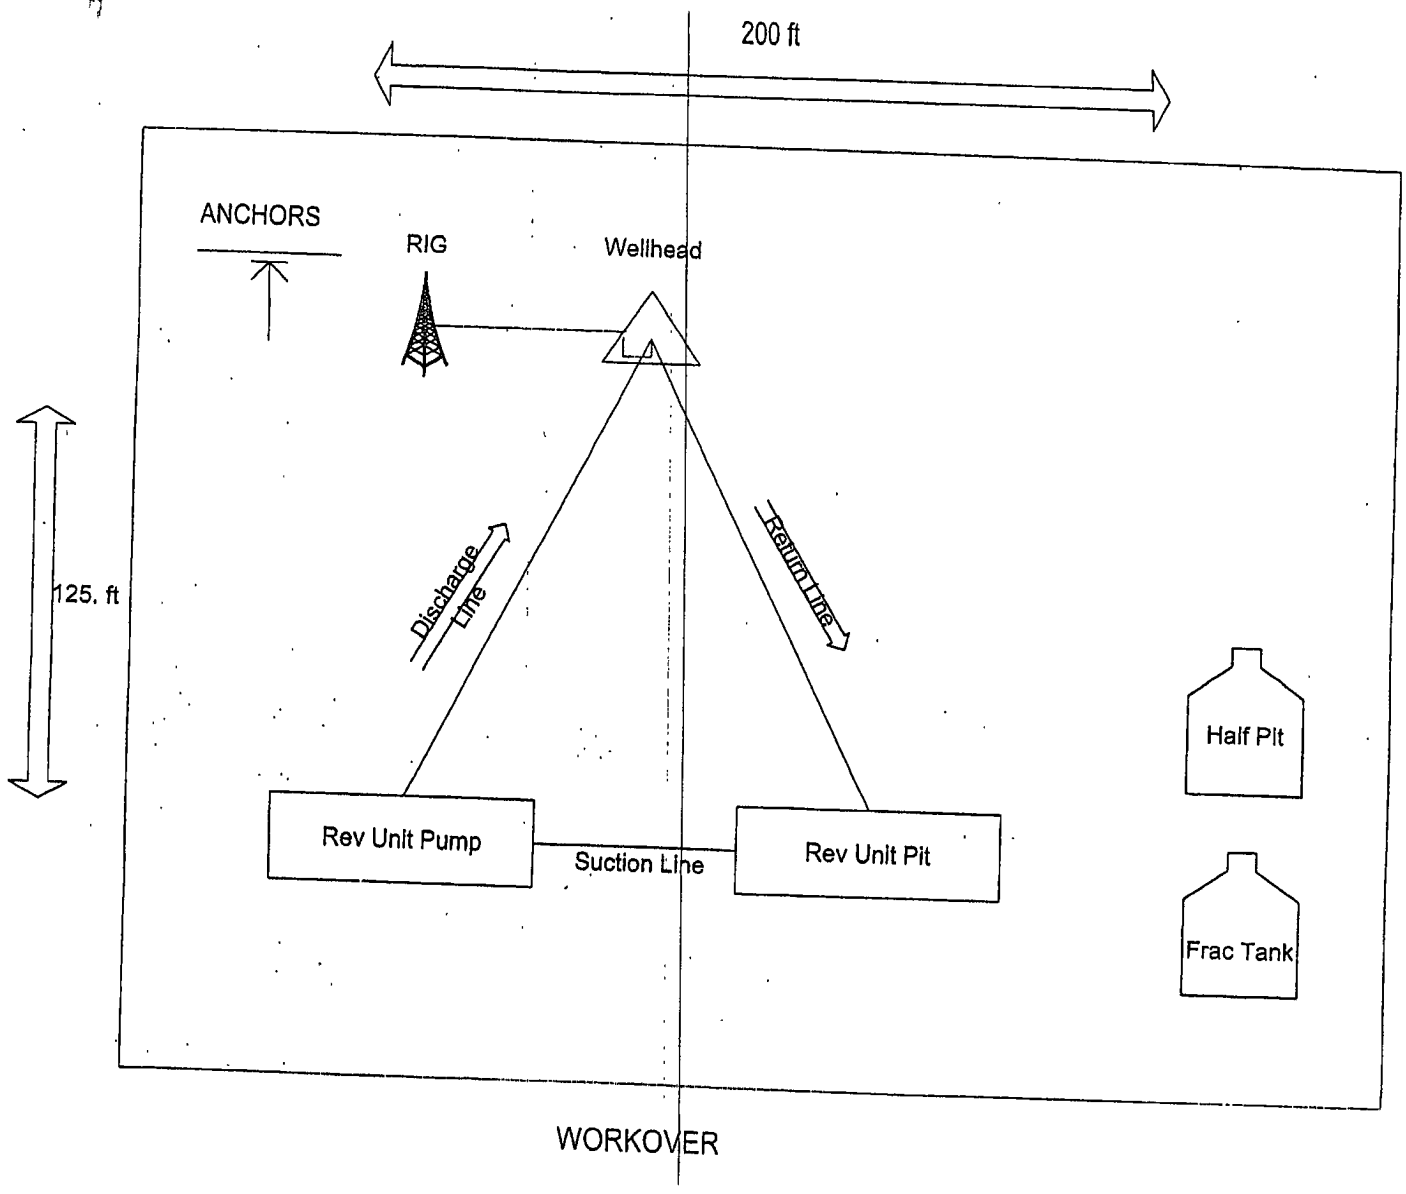 200 ft
ANCHORS
RIG
Wellhead
125. ft
Discharge
Line
Return Line
Half Pit
Rev Unit Pump
Suction Line
Rev Unit Pit
Frac Tank
WORKOVER